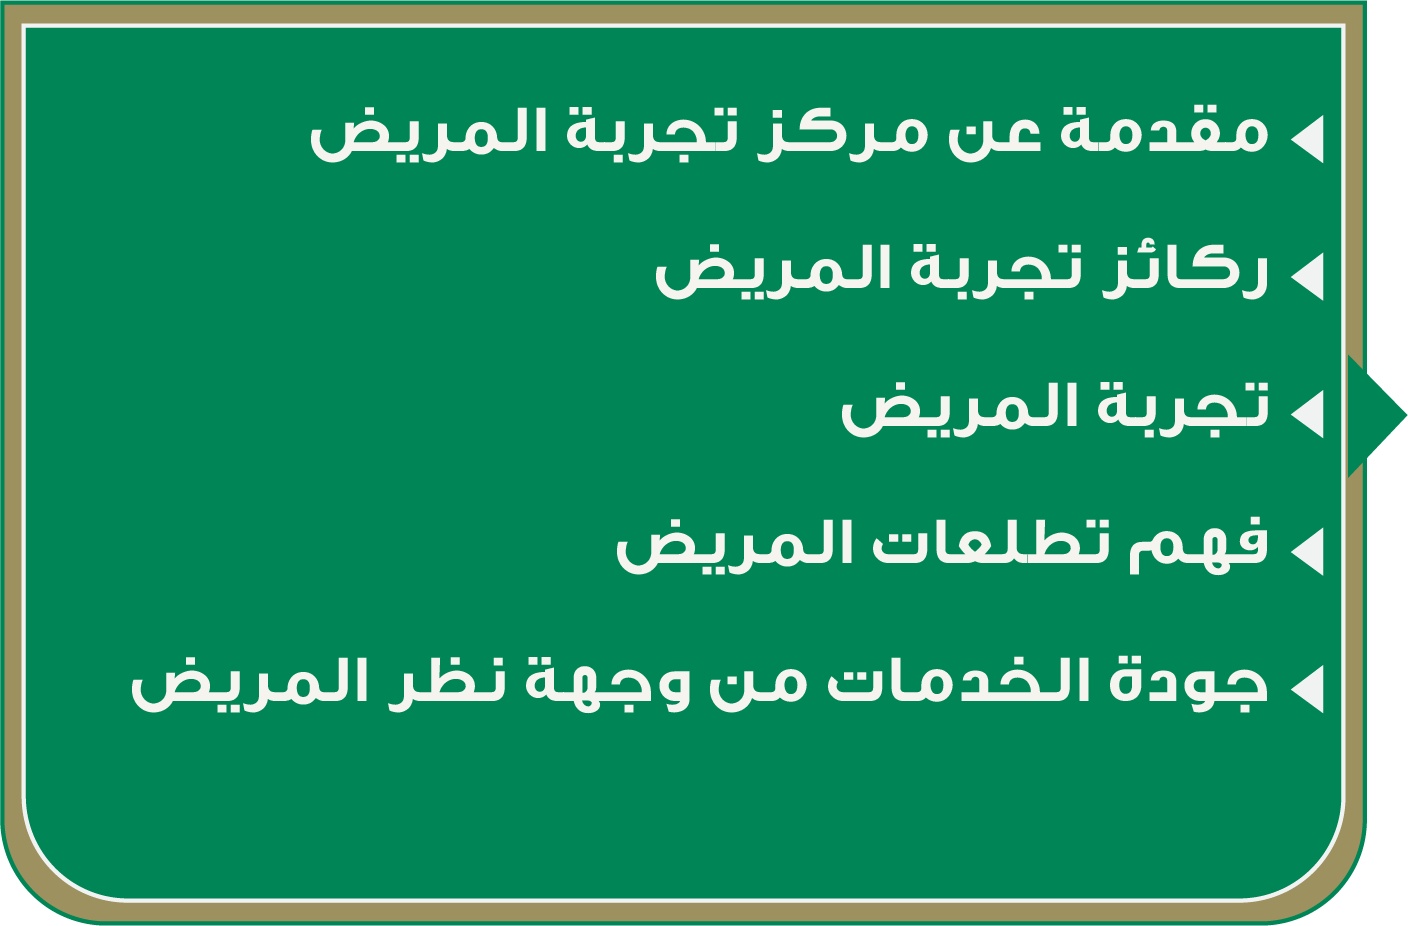 مقدمة عن مركز تجربة المريض
ركائز تجربة المريض
تجربة المريض
فهم تطلعات المريض
جودة الخدمات من وجهة نظر المريض